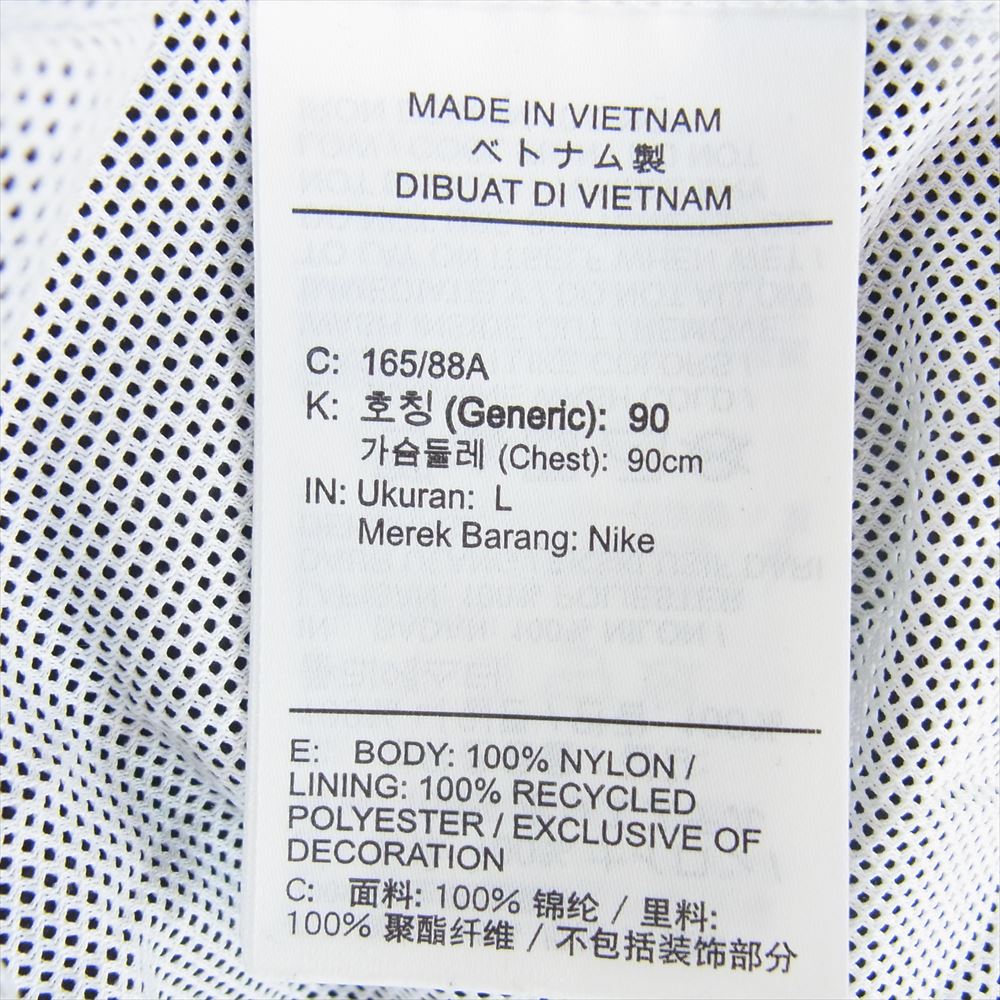 MADE IN VIETNAM
ベトナム製
DIBUAT DI VIETNAM
C: 165/88A
K: 호칭 (Generic): 90
가슴둘레 (Chest): 90cm
IN: Ukuran: L
Merek Barang: Nike
E: BODY: 100% NYLON /
LINING: 100% RECYCLED
POLYESTER / EXCLUSIVE OF
DECORATION
C: 面料: 100% 锦纶 / 里料:
100% 聚酯纤维 / 不包括装饰部分